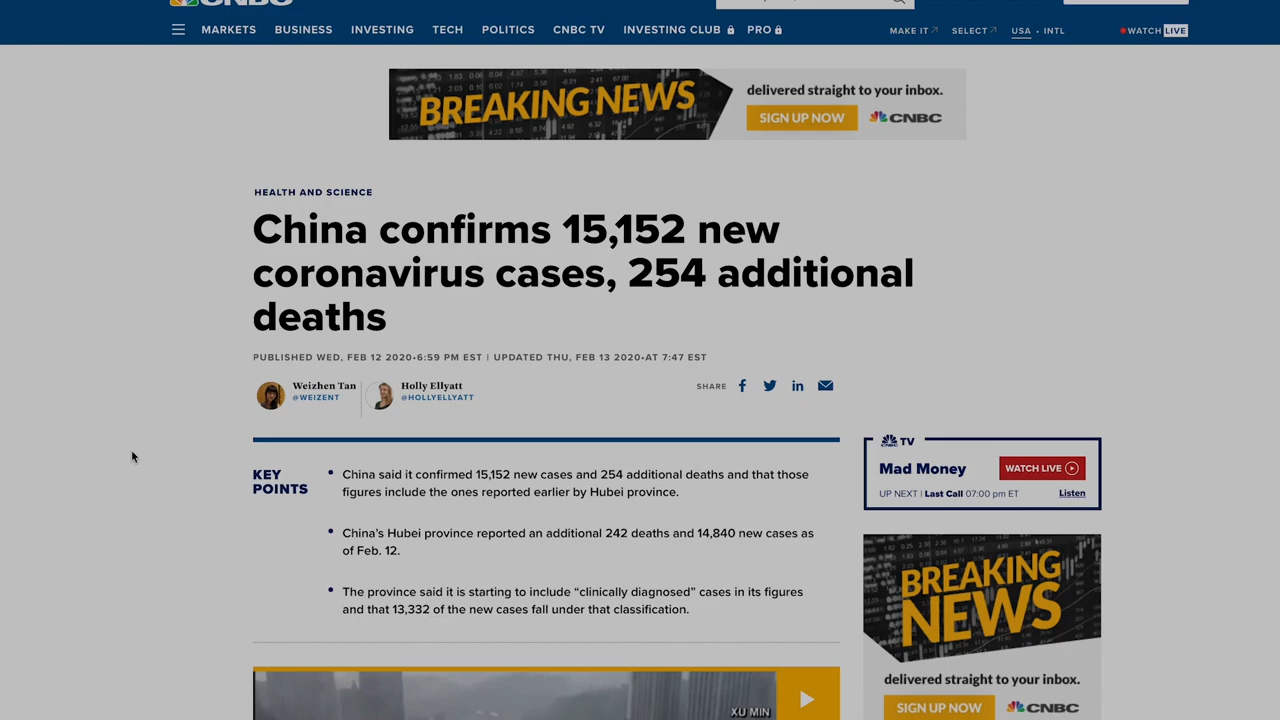 CNBC
MARKETS BUSINESS INVESTING TECH POLITICS CNBC TV INVESTING CLUB PRO
MAKE IT SELECT USA • INTL WATCH LIVE
BREAKING NEWS
delivered straight to your inbox.
SIGN UP NOW CNBC
HEALTH AND SCIENCE
China confirms 15,152 new
coronavirus cases, 254 additional
deaths
PUBLISHED WED, FEB 12 2020•6:59 PM EST | UPDATED THU, FEB 13 2020•AT 7:47 EST
Weizhen Tan
@WEIZENT
Holly Ellyatt
@HOLLYELLYATT
SHARE
KEY
POINTS
• China said it confirmed 15,152 new cases and 254 additional deaths and that those
figures include the ones reported earlier by Hubei province.
• China’s Hubei province reported an additional 242 deaths and 14,840 new cases as
of Feb. 12.
• The province said it is starting to include “clinically diagnosed” cases in its figures
and that 13,332 of the new cases fall under that classification.
XU MIN
TV
Mad Money
WATCH LIVE
UP NEXT | Last Call 07:00 pm ET
Listen
BREAKING
NEWS
delivered straight to your inbox.
SIGN UP NOW CNBC